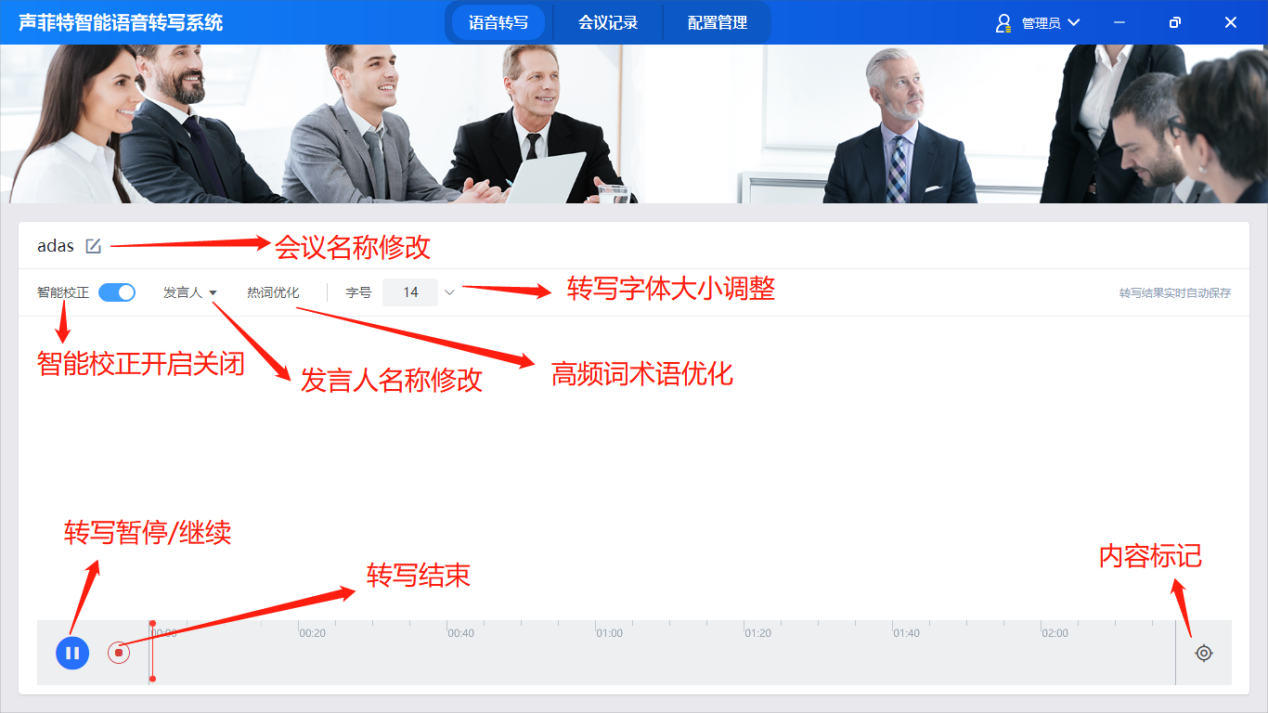 声菲特智能语音转写系统 语音转写 会议记录 配置管理 管理员
adas 会议名称修改
智能校正 发言人 热词优化 字号 14 转写字体大小调整 转写结果实时自动保存
智能校正开启关闭 发言人名称修改 高频词术语优化
转写暂停/继续
转写结束
内容标记
00:00 00:20 00:40 01:00 01:20 01:40 02:00